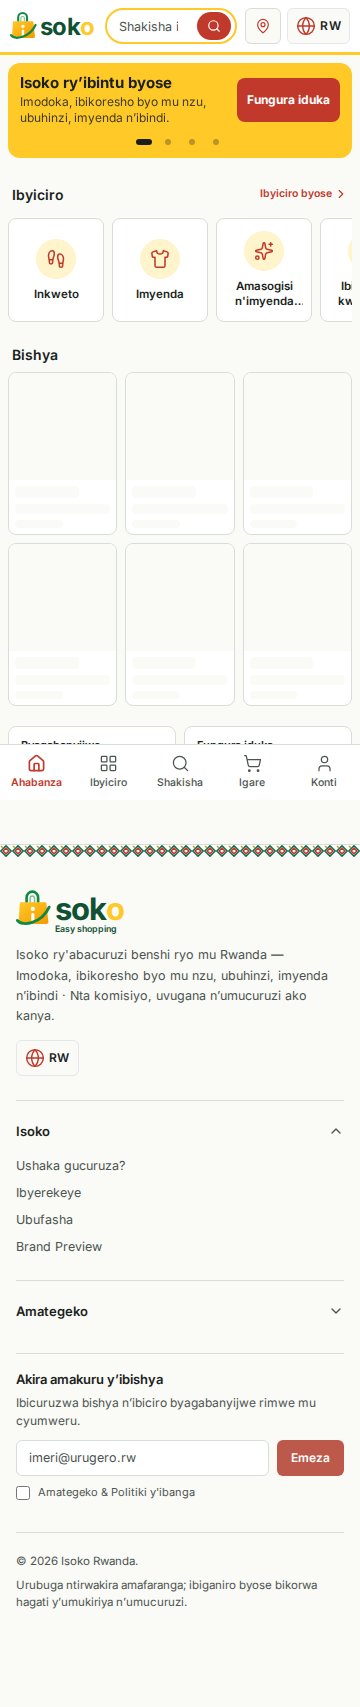 soko
Shakisha i
RW
Isoko ry’ibintu byose
Imodoka, ibikoresho byo mu nzu,
ubuhinzi, imyenda n’ibindi.
Fungura iduka
Ibyiciro
Ibyiciro byose
Inkweto
Imyenda
Amasogisi
n'imyenda...
Bishya
Ahabanza
Ibyiciro
Shakisha
Igare
Konti
soko
Easy shopping
Isoko ry'abacuruzi benshi ryo mu Rwanda —
Imodoka, ibikoresho byo mu nzu, ubuhinzi, imyenda
n’ibindi · Nta komisiyo, uvugana n’umucuruzi ako
kanya.
RW
Isoko
Ushaka gucuruza?
Ibyerekeye
Ubufasha
Brand Preview
Amategeko
Akira amakuru y’ibishya
Ibicuruzwa bishya n’ibiciro byagabanyijwe rimwe mu
cyumweru.
imeri@urugero.rw
Emeza
Amategeko & Politiki y'ibanga
© 2026 Isoko Rwanda.
Urubuga ntirwakira amafaranga; ibiganiro byose bikorwa
hagati y’umukiriya n’umucuruzi.